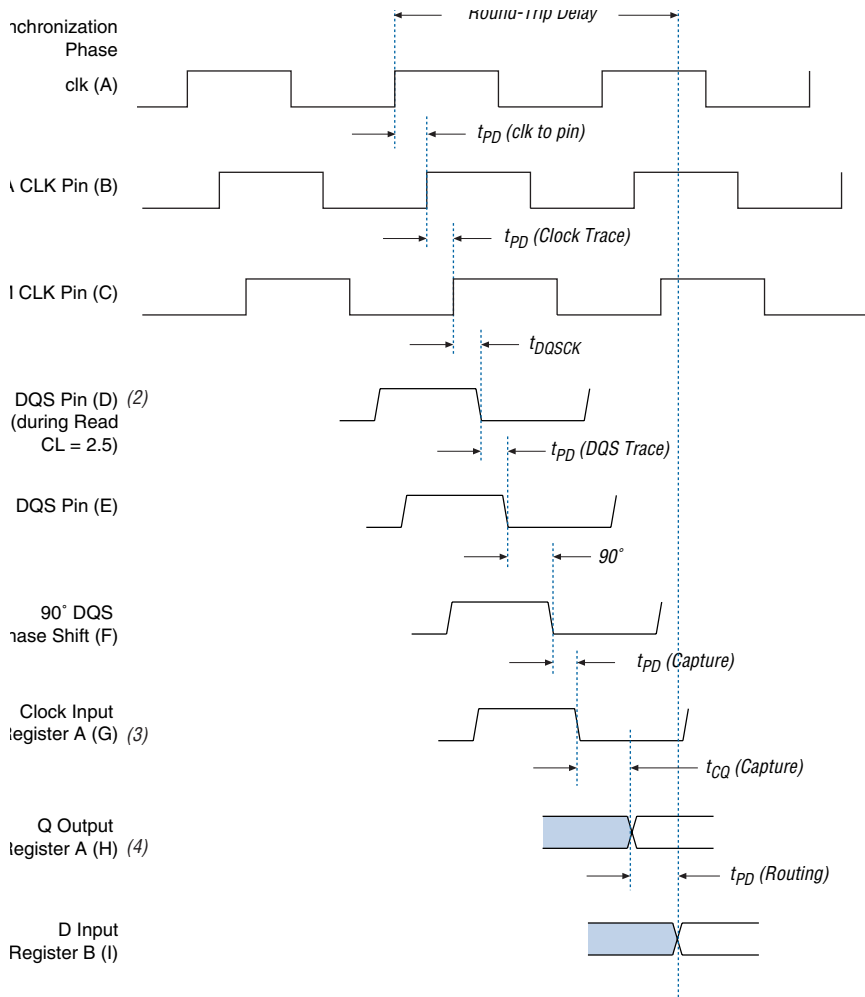 Round-Trip Delay
nchronization
Phase
clk (A)
tPD (clk to pin)
CLK Pin (B)
tPD (Clock Trace)
CLK Pin (C)
tDQSCK
DQS Pin (D) (2)
(during Read
CL = 2.5)
tPD (DQS Trace)
DQS Pin (E)
90˚
90˚ DQS
hase Shift (F)
tPD (Capture)
Clock Input
Register A (G) (3)
tCQ (Capture)
Q Output
Register A (H) (4)
tPD (Routing)
D Input
Register B (I)